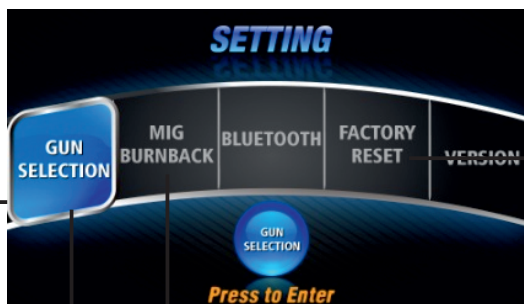 SETTING
GUN
SELECTION
MIG
BURNBACK
BLUETOOTH
FACTORY
RESET
VERSION
GUN
SELECTION
Press to Enter